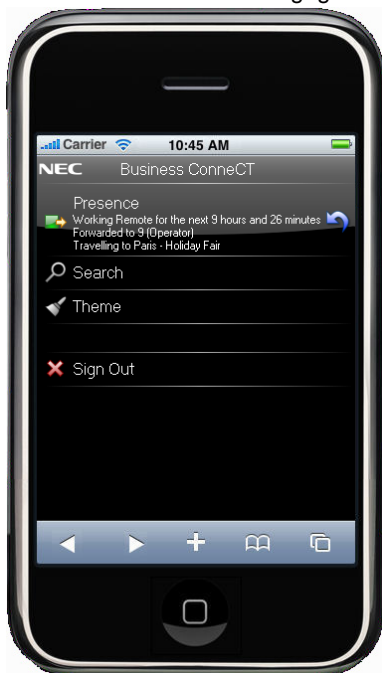 Carrier 10:45 AM
NEC Business ConneCT
Presence
Working Remote for the next 9 hours and 26 minutes
Forwarded to 9 (Operator)
Travelling to Paris - Holiday Fair
Search
Theme
Sign Out